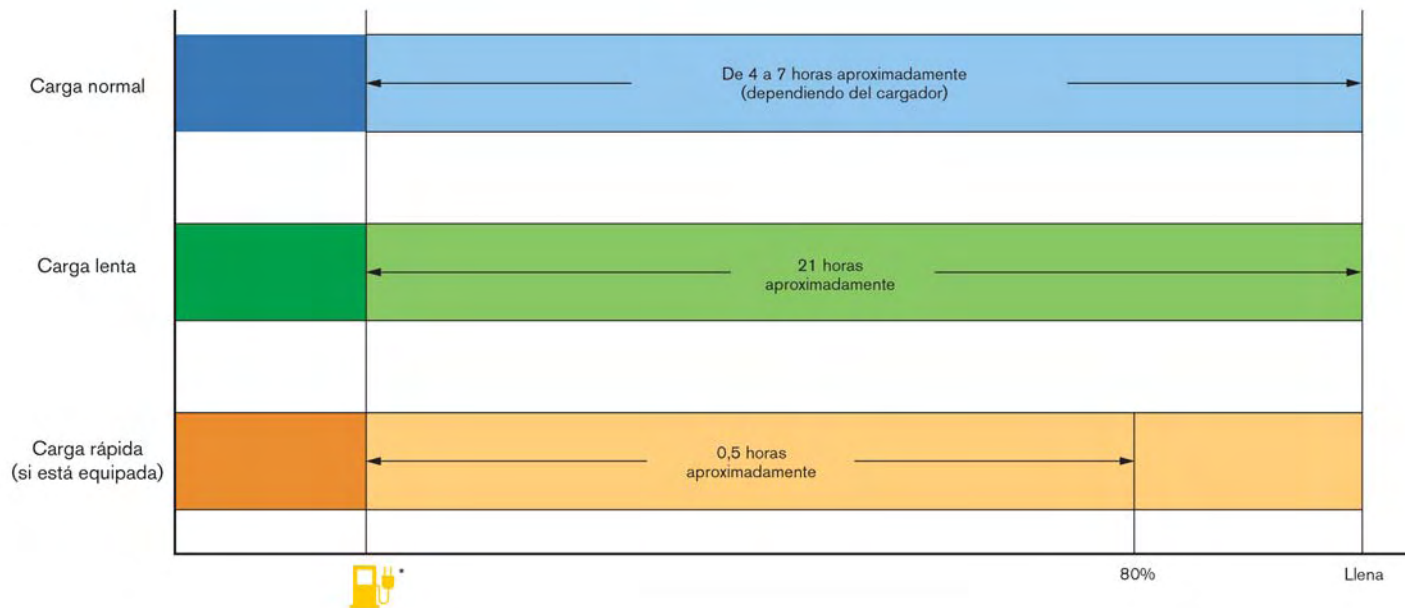 Carga normal
De 4 a 7 horas aproximadamente
(dependiendo del cargador)
Carga lenta
21 horas
aproximadamente
Carga rápida
(si está equipada)
0,5 horas
aproximadamente
*
80%
Llena